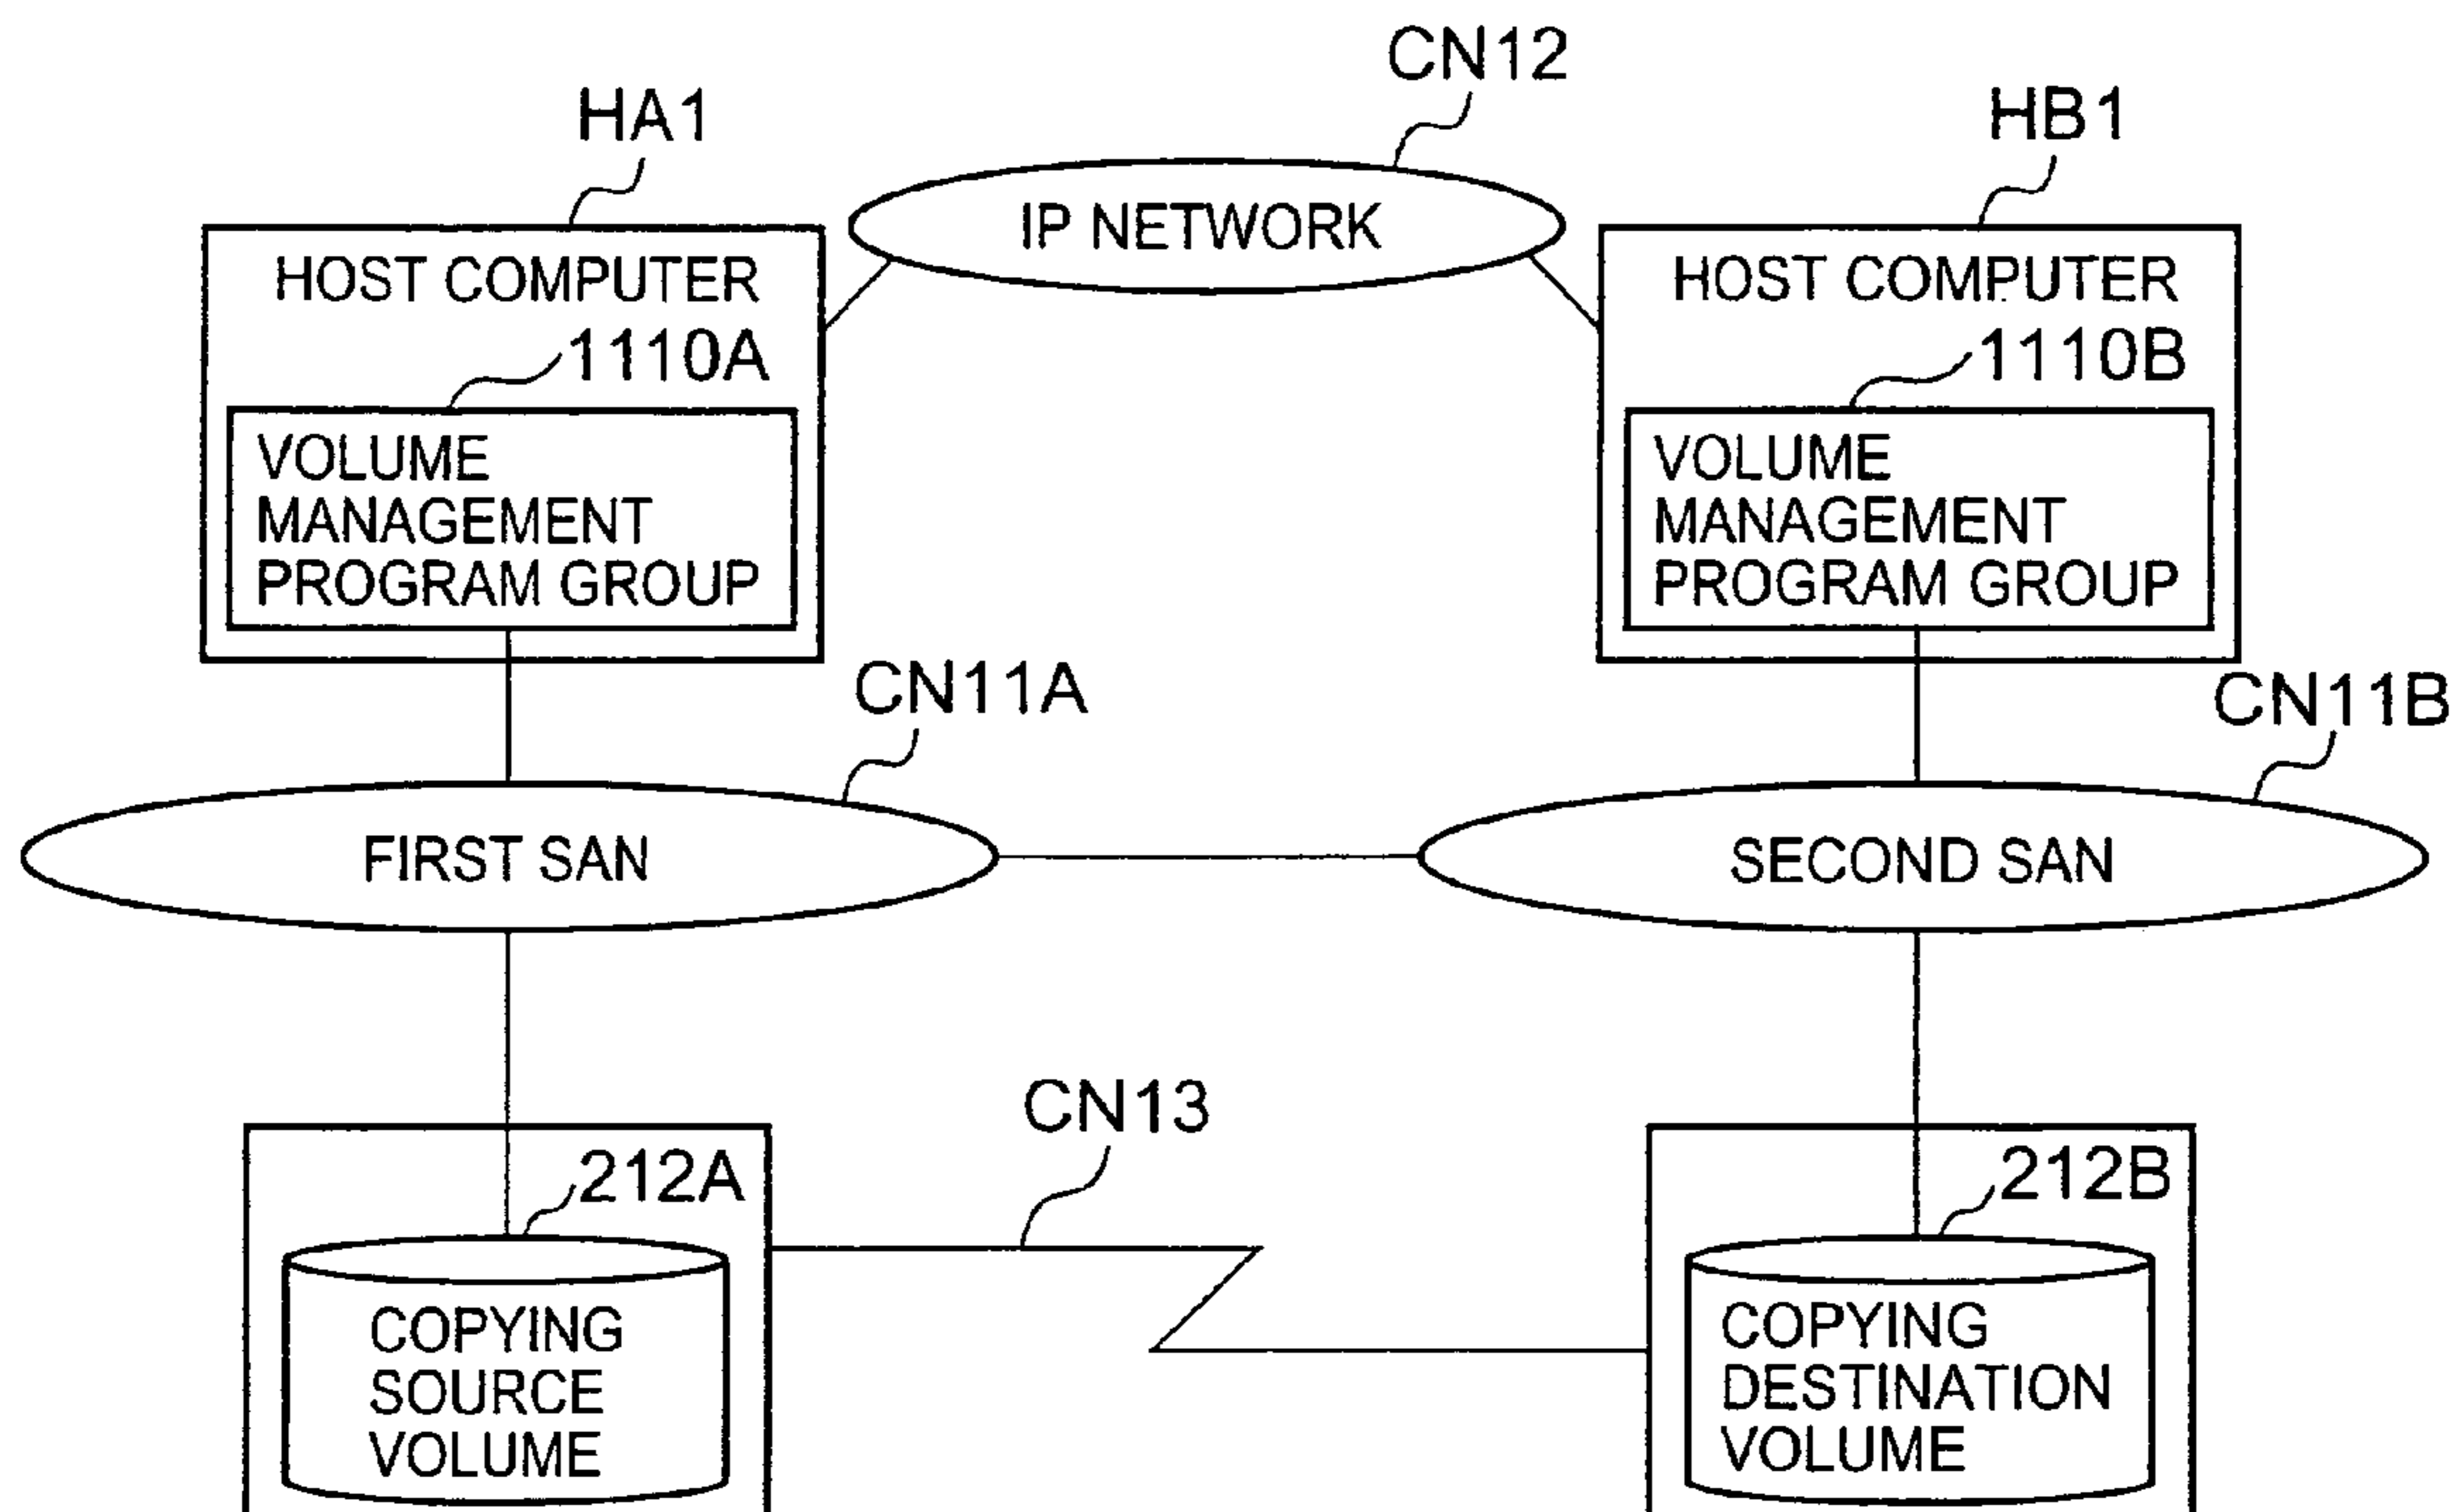 CN12
HA1
HB1
IP NETWORK
HOST COMPUTER
1110A
VOLUME
MANAGEMENT
PROGRAM GROUP
HOST COMPUTER
1110B
VOLUME
MANAGEMENT
PROGRAM GROUP
CN11A
CN11B
FIRST SAN
SECOND SAN
CN13
212A
COPYING
SOURCE
VOLUME
212B
COPYING
DESTINATION
VOLUME